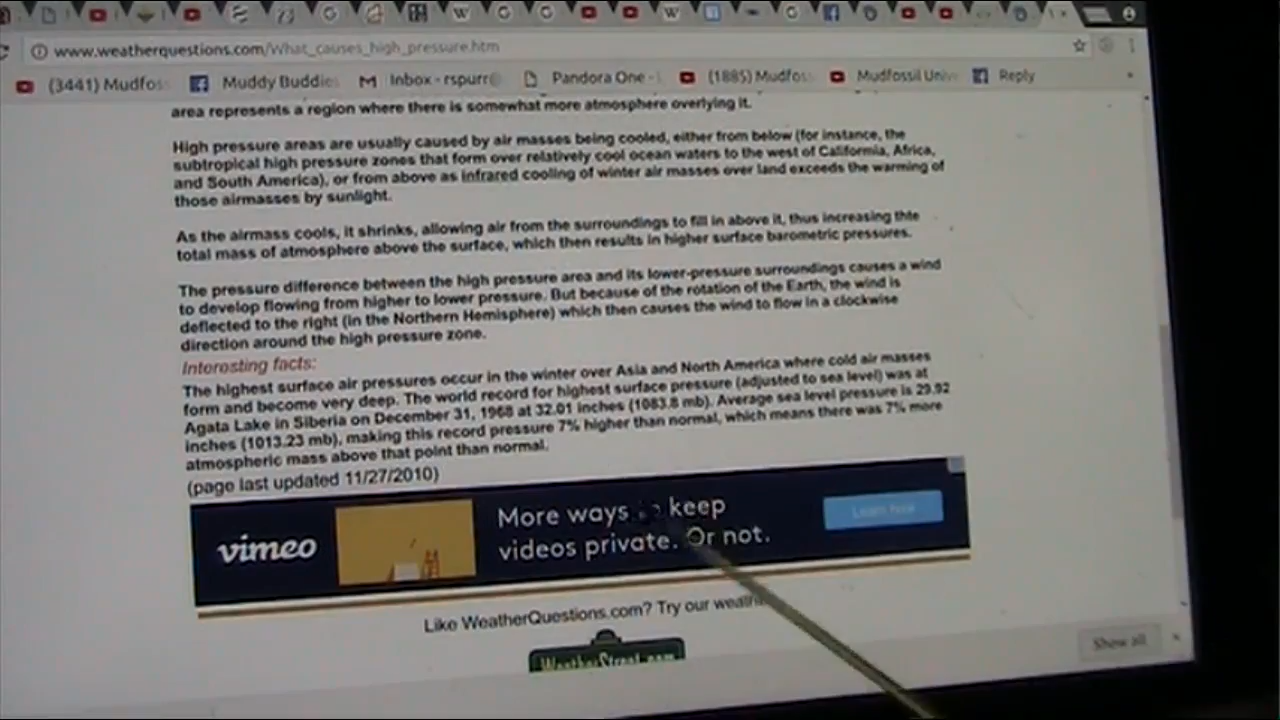 www.weatherquestions.com/What_causes_high_pressure.htm
(3441) Mudfos
Muddy Buddies
Inbox - rspurr@
Pandora One -
(1885) Mudfos
Mudfossil Unive
Reply
area represents a region where there is somewhat more atmosphere overlying it.
High pressure areas are usually caused by air masses being cooled, either from below (for instance, the
subtropical high pressure zones that form over relatively cool ocean waters to the west of California, Africa,
and South America), or from above as infrared cooling of winter air masses over land exceeds the warming of
those airmasses by sunlight.
As the airmass cools, it shrinks, allowing air from the surroundings to fill in above it, thus increasing thte
total mass of atmosphere above the surface, which then results in higher surface barometric pressures.
The pressure difference between the high pressure area and its lower-pressure surroundings causes a wind
to develop flowing from higher to lower pressure. But because of the rotation of the Earth, the wind is
deflected to the right (in the Northern Hemisphere) which then causes the wind to flow in a clockwise
direction around the high pressure zone.
Interosting facts:
The highest surface air pressures occur in the winter over Asia and North America where cold air masses
form and become very deep. The world record for highest surface pressure (adjusted to sea level) was at
Agata Lake in Siberia on December 31, 1968 at 32.01 inches (1083.8 mb). Average sea level pressure is 29.92
inches (1013.23 mb), making this record pressure 7% higher than normal, which means there was 7% more
atmospheric mass above that point than normal.
(page last updated 11/27/2010)
vimeo
More ways to keep
videos private. Or not.
Learn how
Like WeatherQuestions.com? Try our weath
WeatherStreet.com
Show all